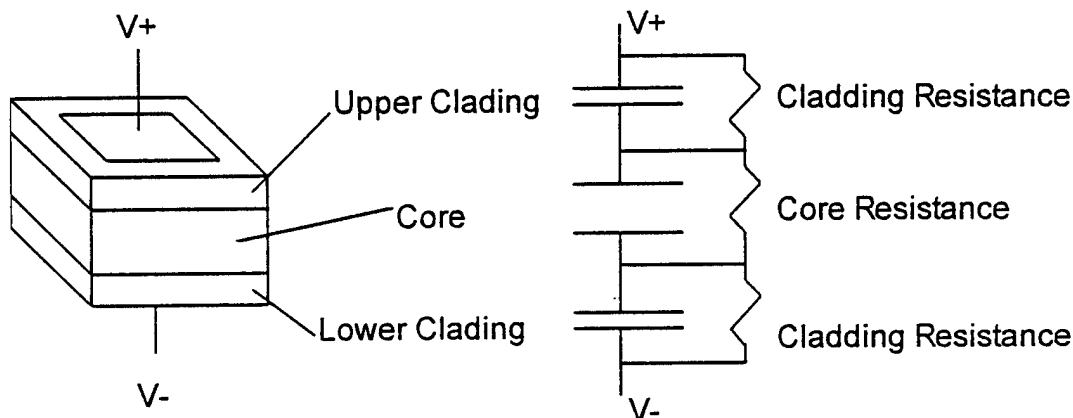 V+
Upper Clading
Core
Lower Clading
V-
V+
Cladding Resistance
Core Resistance
Cladding Resistance
V-